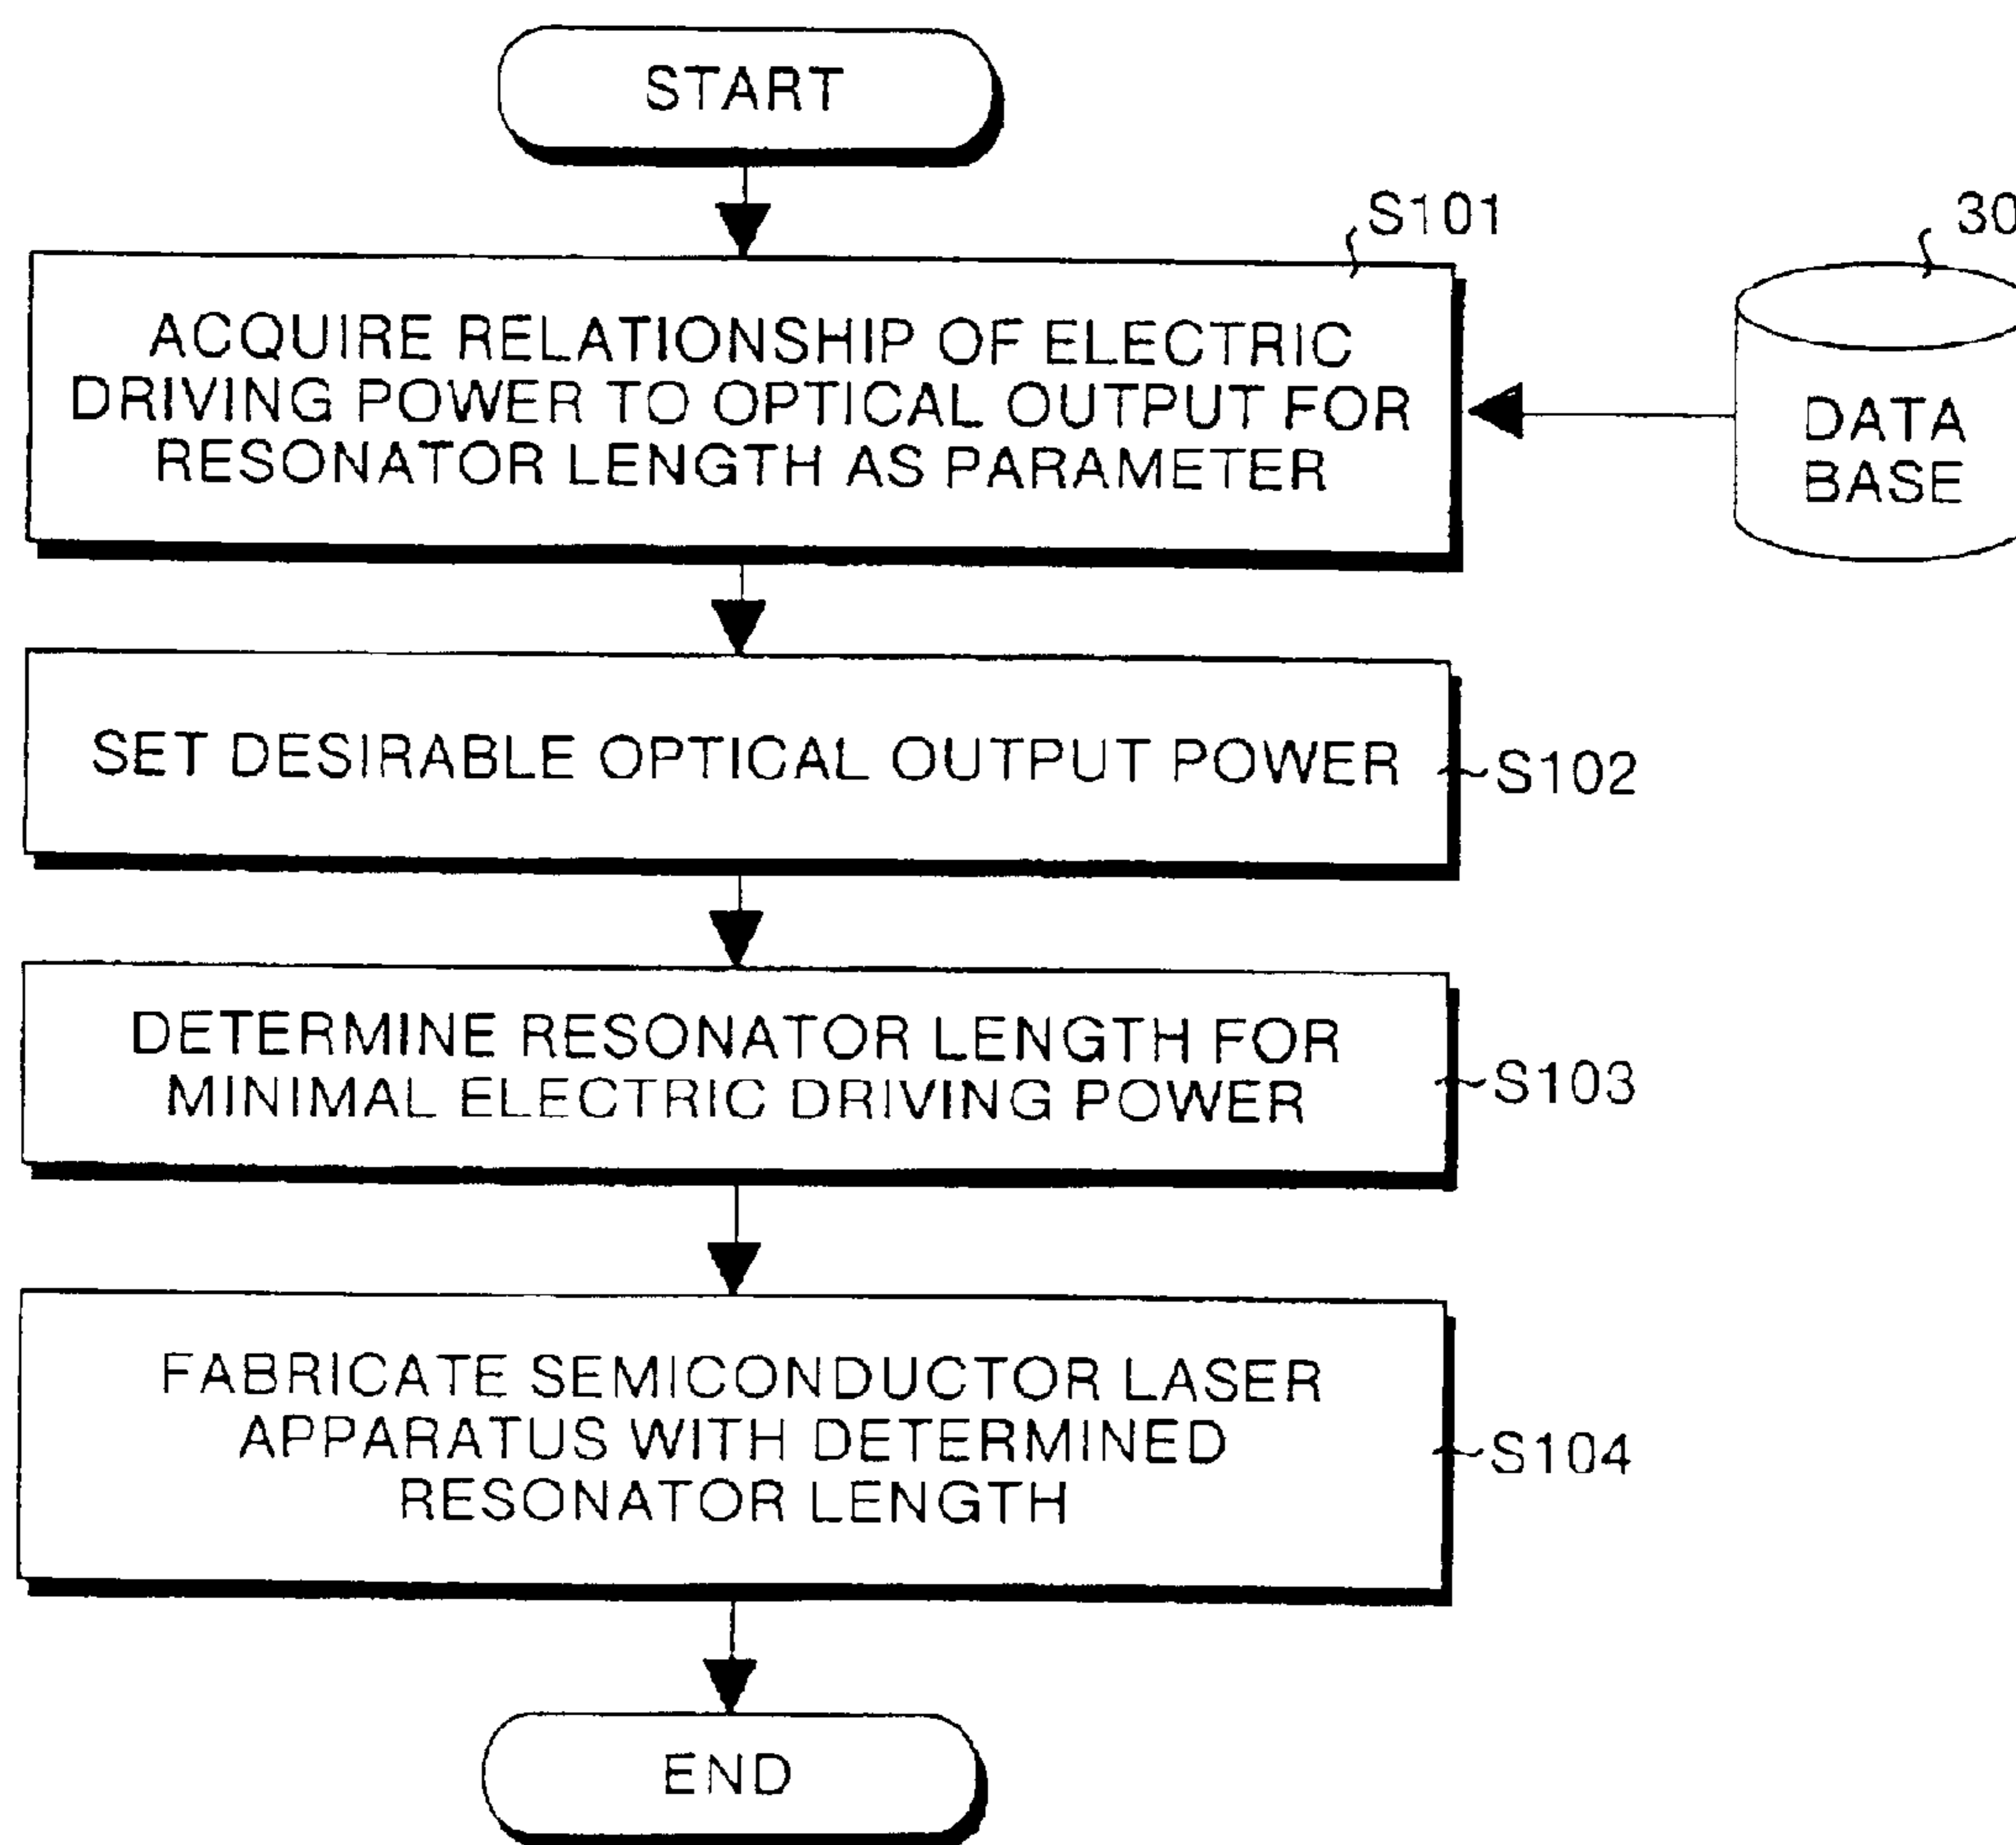 START
S101
30
ACQUIRE RELATIONSHIP OF ELECTRIC
DRIVING POWER TO OPTICAL OUTPUT FOR
RESONATOR LENGTH AS PARAMETER
DATA
BASE
SET DESIRABLE OPTICAL OUTPUT POWER
S102
DETERMINE RESONATOR LENGTH FOR
MINIMAL ELECTRIC DRIVING POWER
S103
FABRICATE SEMICONDUCTOR LASER
APPARATUS WITH DETERMINED
RESONATOR LENGTH
S104
END